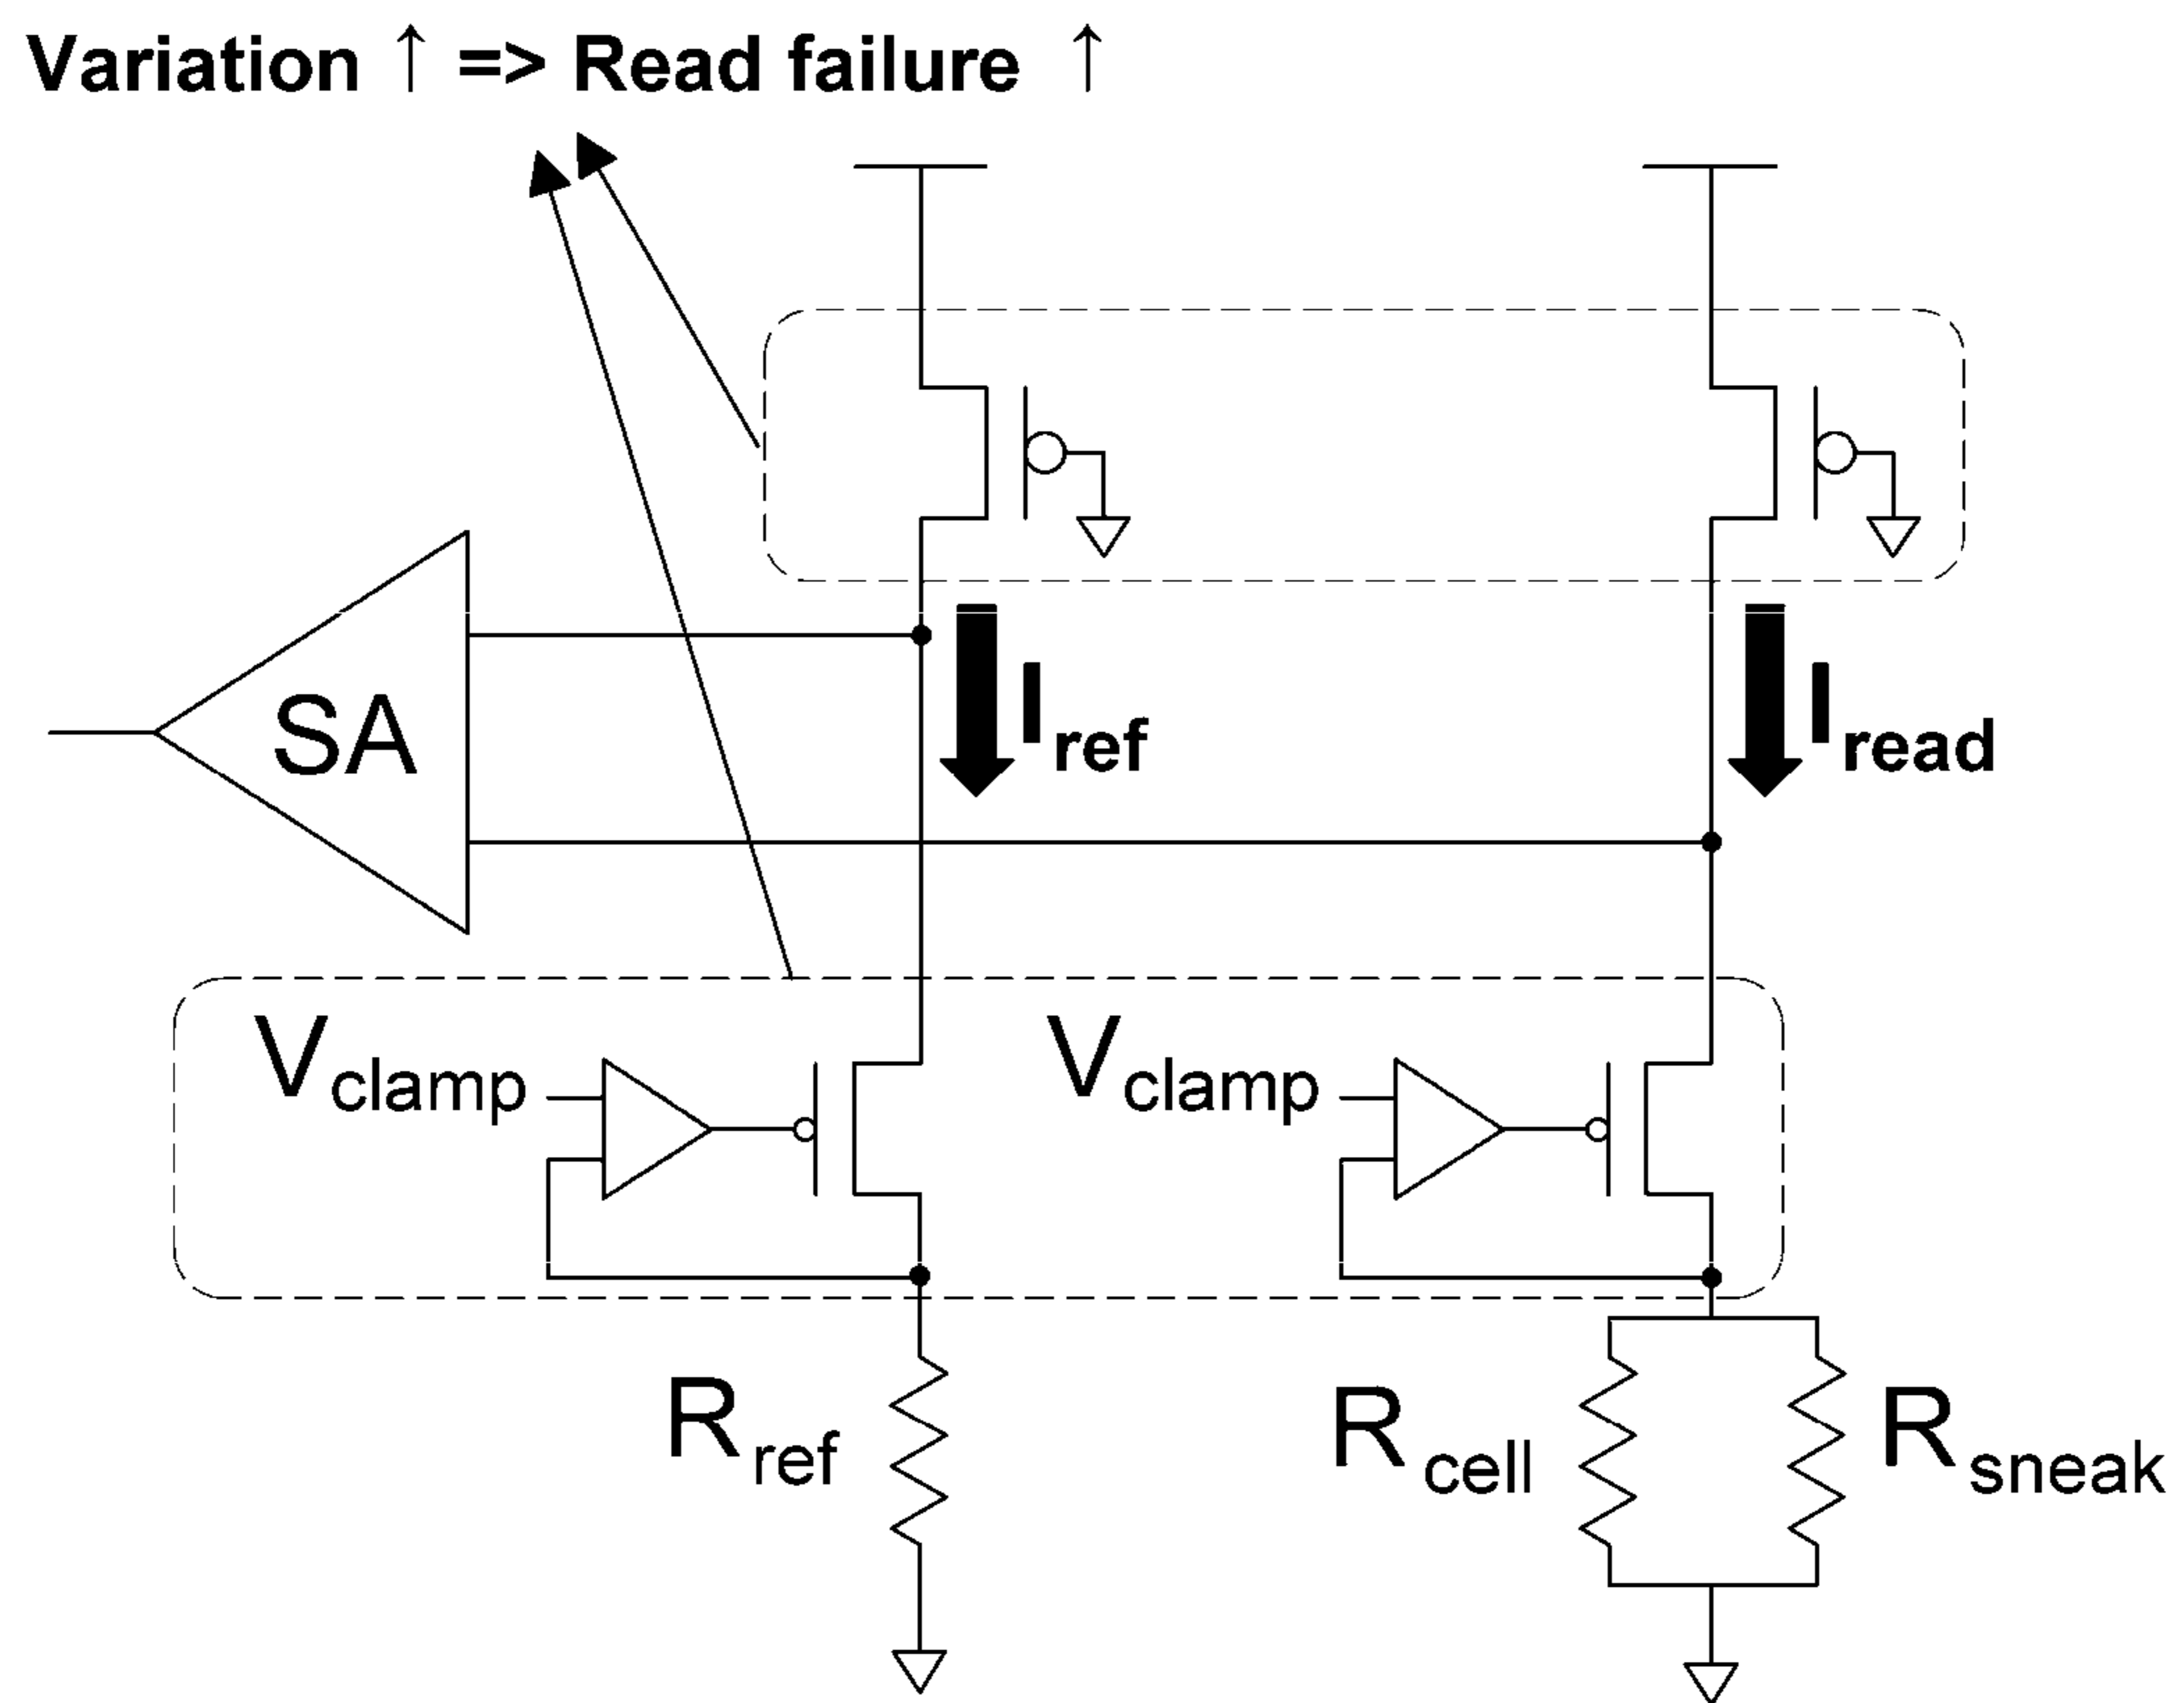 Variation ↑ => Read failure ↑
SA
Iref
Iread
Vclamp
Vclamp
Rref
Rcell
Rsneak